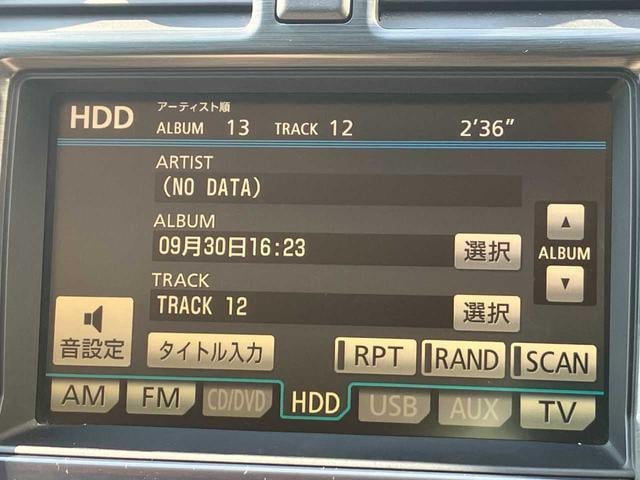 HDD
アーティスト順
ALBUM 13 TRACK 12 2'36"
ARTIST
(NO DATA)
ALBUM
09月30日16:23 選択
ALBUM
TRACK
TRACK 12 選択
音設定
タイトル入力 RPT RAND SCAN
AM FM CD/DVD HDD USB AUX TV